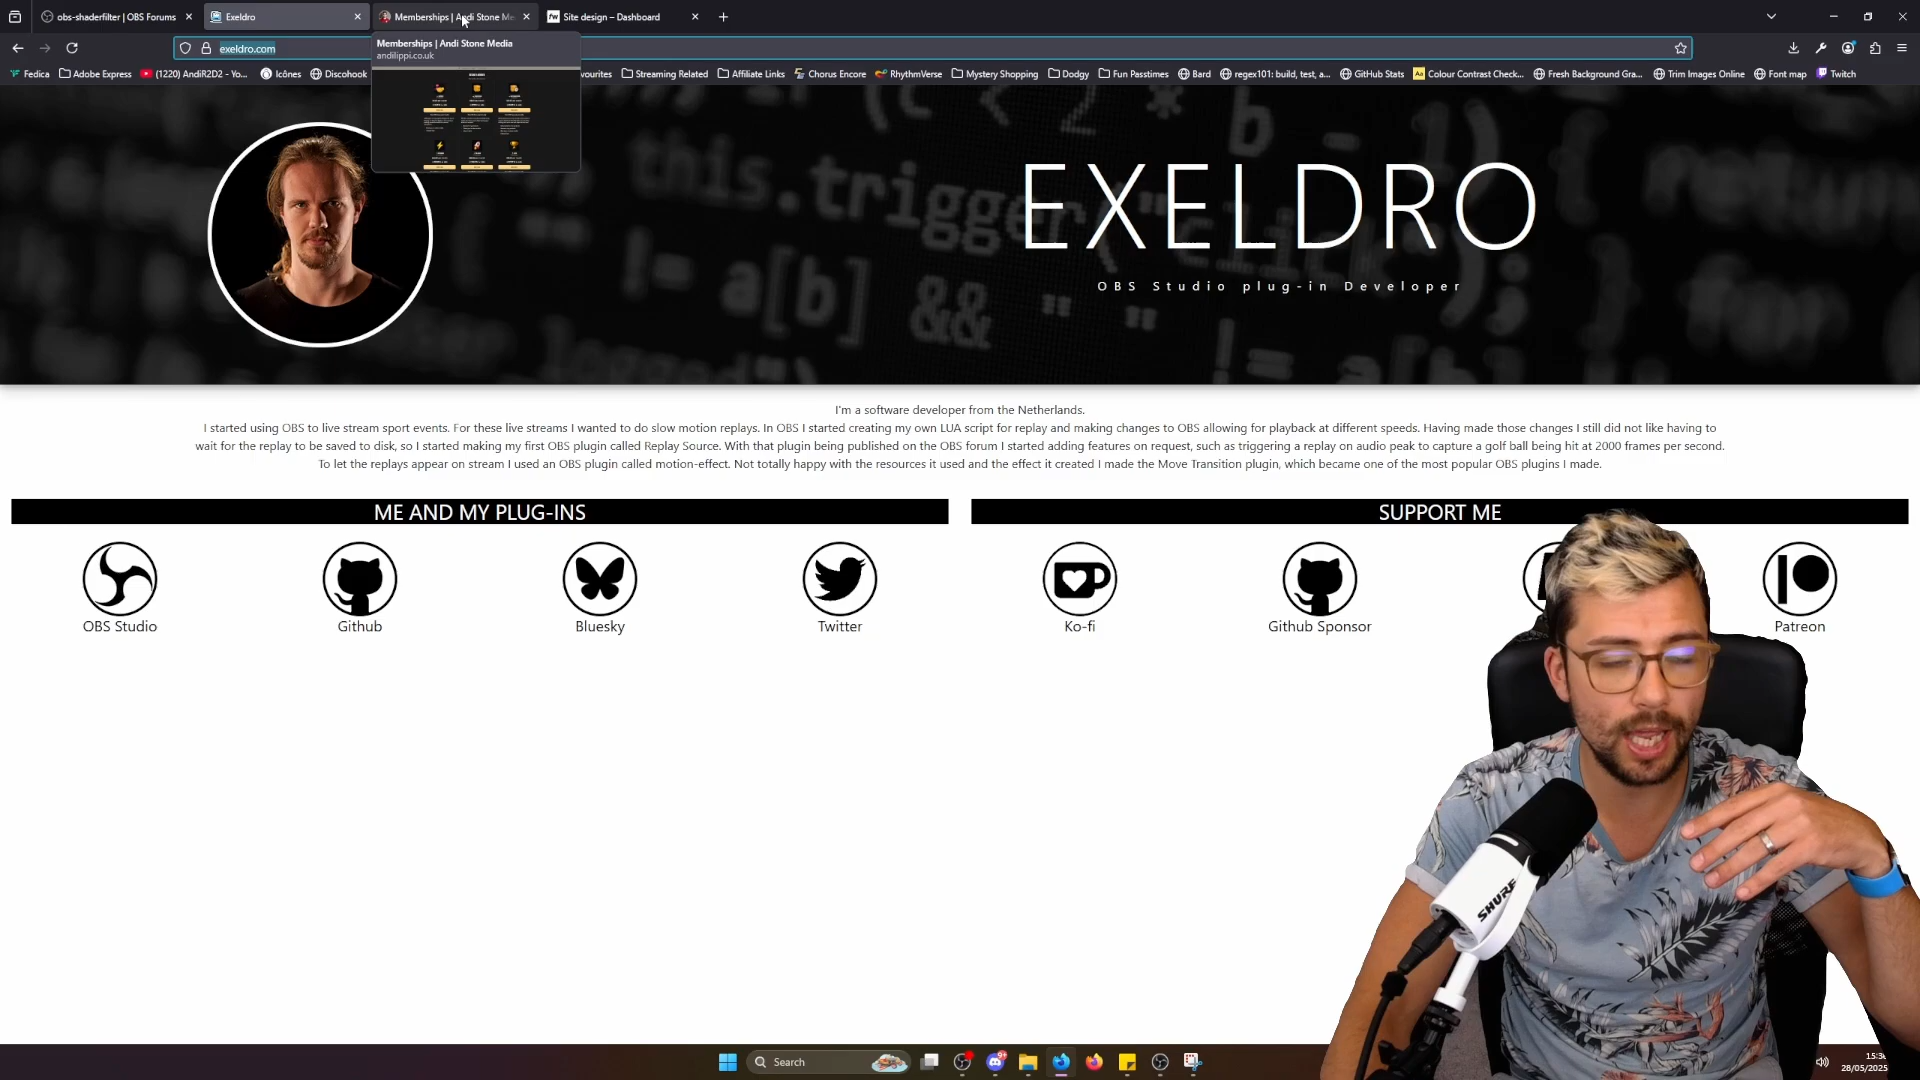 obs-shaderfilter | OBS Forums
Exeldro
Memberships | Andi Stone Me
Site design – Dashboard
exeldro.com
Memberships | Andi Stone Media
andilippi.co.uk
Fedica
Adobe Express
(1220) AndiR2D2 - Yo...
Icônes
Discohook
vourites
Streaming Related
Affiliate Links
Chorus Encore
RhythmVerse
Mystery Shopping
Dodgy
Fun Passtimes
Bard
regex101: build, test, a...
GitHub Stats
Colour Contrast Check...
Fresh Background Gra...
Trim Images Online
Font map
Twitch
this.trigger
!= a[b] &&
EXELDRO
OBS Studio plug-in Developer
I'm a software developer from the Netherlands.
I started using OBS to live stream sport events. For these live streams I wanted to do slow motion replays. In OBS I started creating my own LUA script for replay and making changes to OBS allowing for playback at different speeds. Having made those changes I still did not like having to
wait for the replay to be saved to disk, so I started making my first OBS plugin called Replay Source. With that plugin being published on the OBS forum I started adding features on request, such as triggering a replay on audio peak to capture a golf ball being hit at 2000 frames per second.
To let the replays appear on stream I used an OBS plugin called motion-effect. Not totally happy with the resources it used and the effect it created I made the Move Transition plugin, which became one of the most popular OBS plugins I made.
ME AND MY PLUG-INS
SUPPORT ME
OBS Studio
Github
Bluesky
Twitter
Ko-fi
Github Sponsor
Patreon
SHURE
Search
28/05/2025